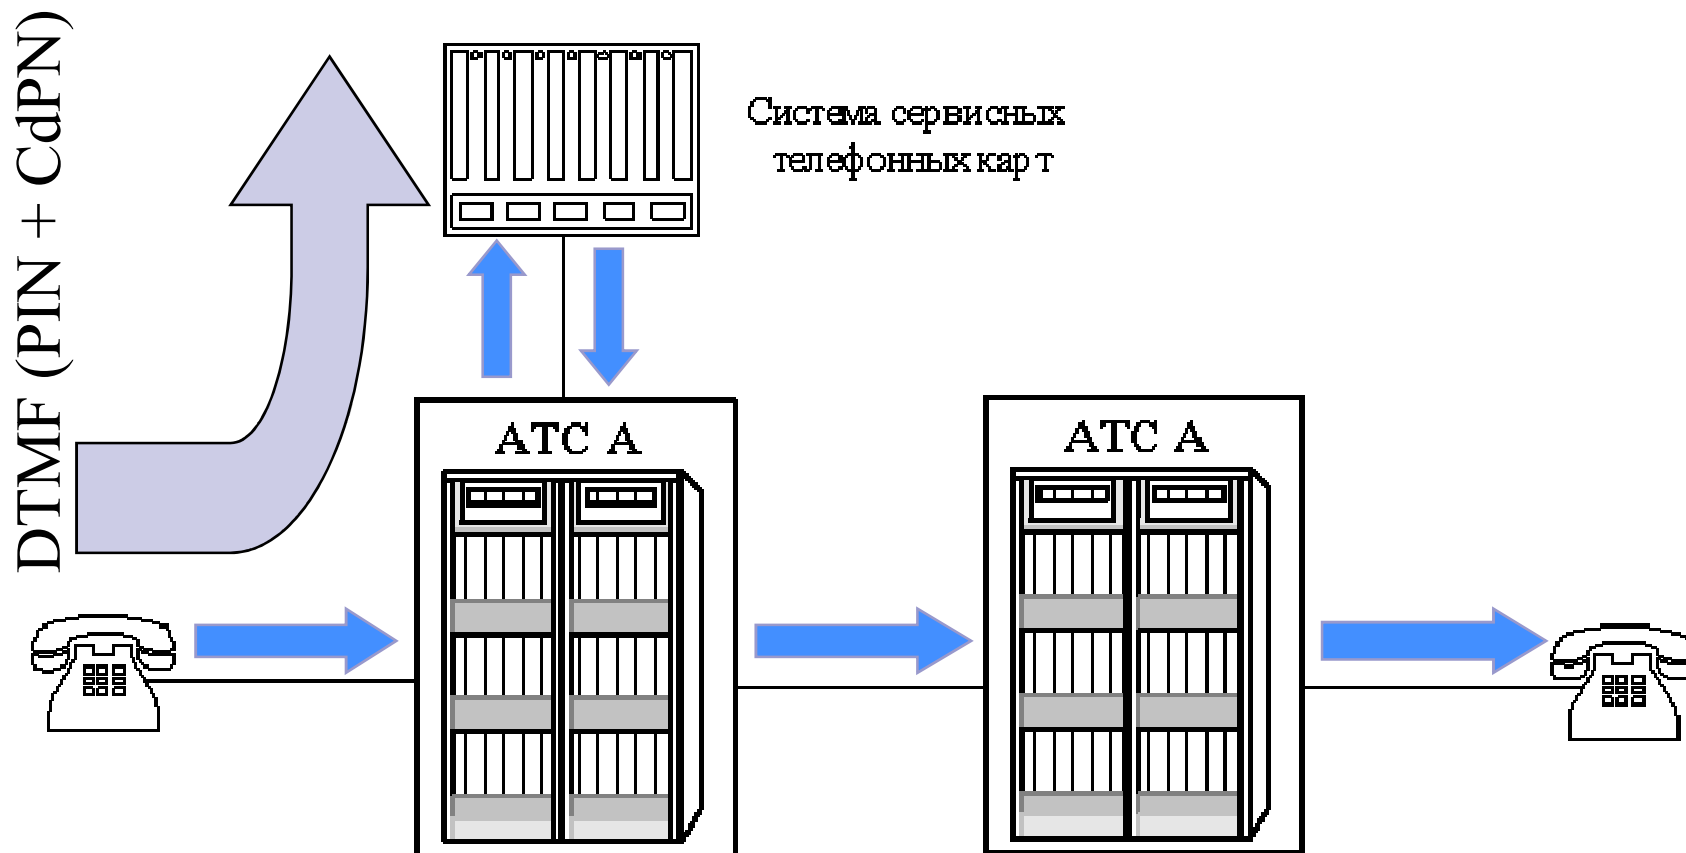 DTMF (PIN + CdPN)
Система сервисных
телефонных карт
АТС А
АТС А